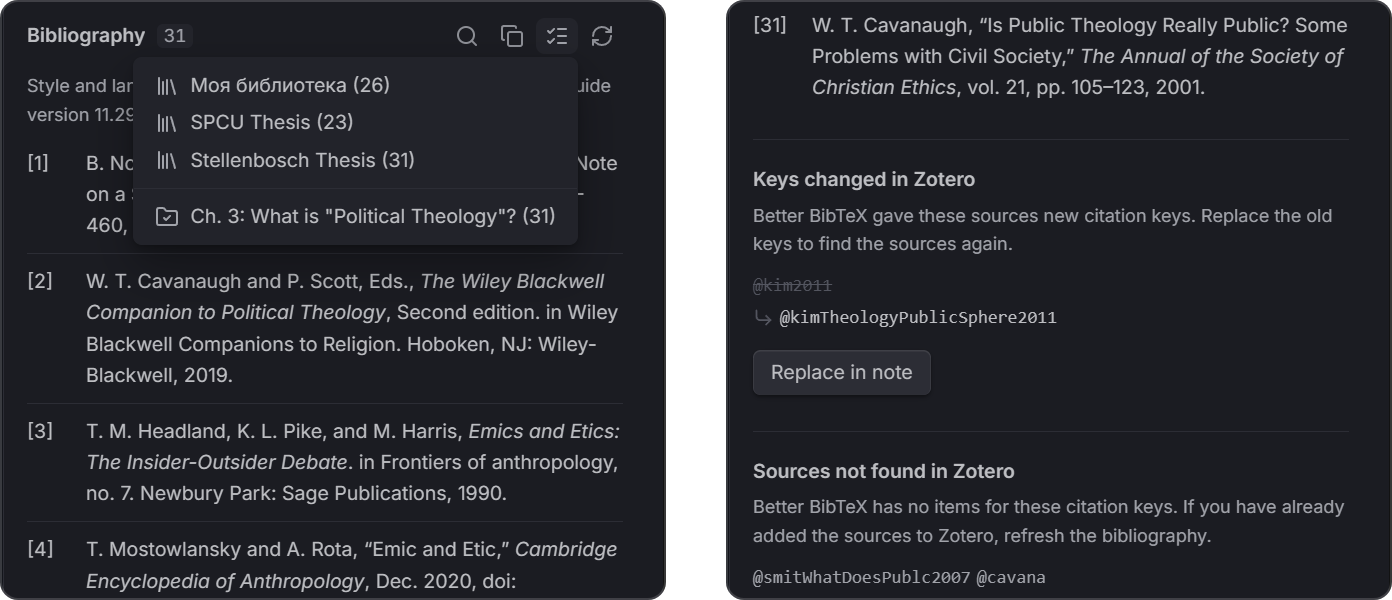 Bibliography 31
Моя библиотека (26)
SPCU Thesis (23)
Stellenbosch Thesis (31)
Ch. 3: What is "Political Theology"? (31)
Style and
version 11.29
[1] B. Note
on a
460,
[2] W. T. Cavanaugh and P. Scott, Eds., The Wiley Blackwell
Companion to Political Theology, Second edition. in Wiley
Blackwell Companions to Religion. Hoboken, NJ: Wiley-
Blackwell, 2019.
[3] T. M. Headland, K. L. Pike, and M. Harris, Emics and Etics:
The Insider-Outsider Debate. in Frontiers of anthropology,
no. 7. Newbury Park: Sage Publications, 1990.
[4] T. Mostowlansky and A. Rota, “Emic and Etic,” Cambridge
Encyclopedia of Anthropology, Dec. 2020, doi:
[31] W. T. Cavanaugh, “Is Public Theology Really Public? Some
Problems with Civil Society,” The Annual of the Society of
Christian Ethics, vol. 21, pp. 105–123, 2001.
Keys changed in Zotero
Better BibTeX gave these sources new citation keys. Replace the old
keys to find the sources again.
@kim2011
@kimTheologyPublicSphere2011
Replace in note
Sources not found in Zotero
Better BibTeX has no items for these citation keys. If you have already
added the sources to Zotero, refresh the bibliography.
@smitWhatDoesPublc2007 @cavana